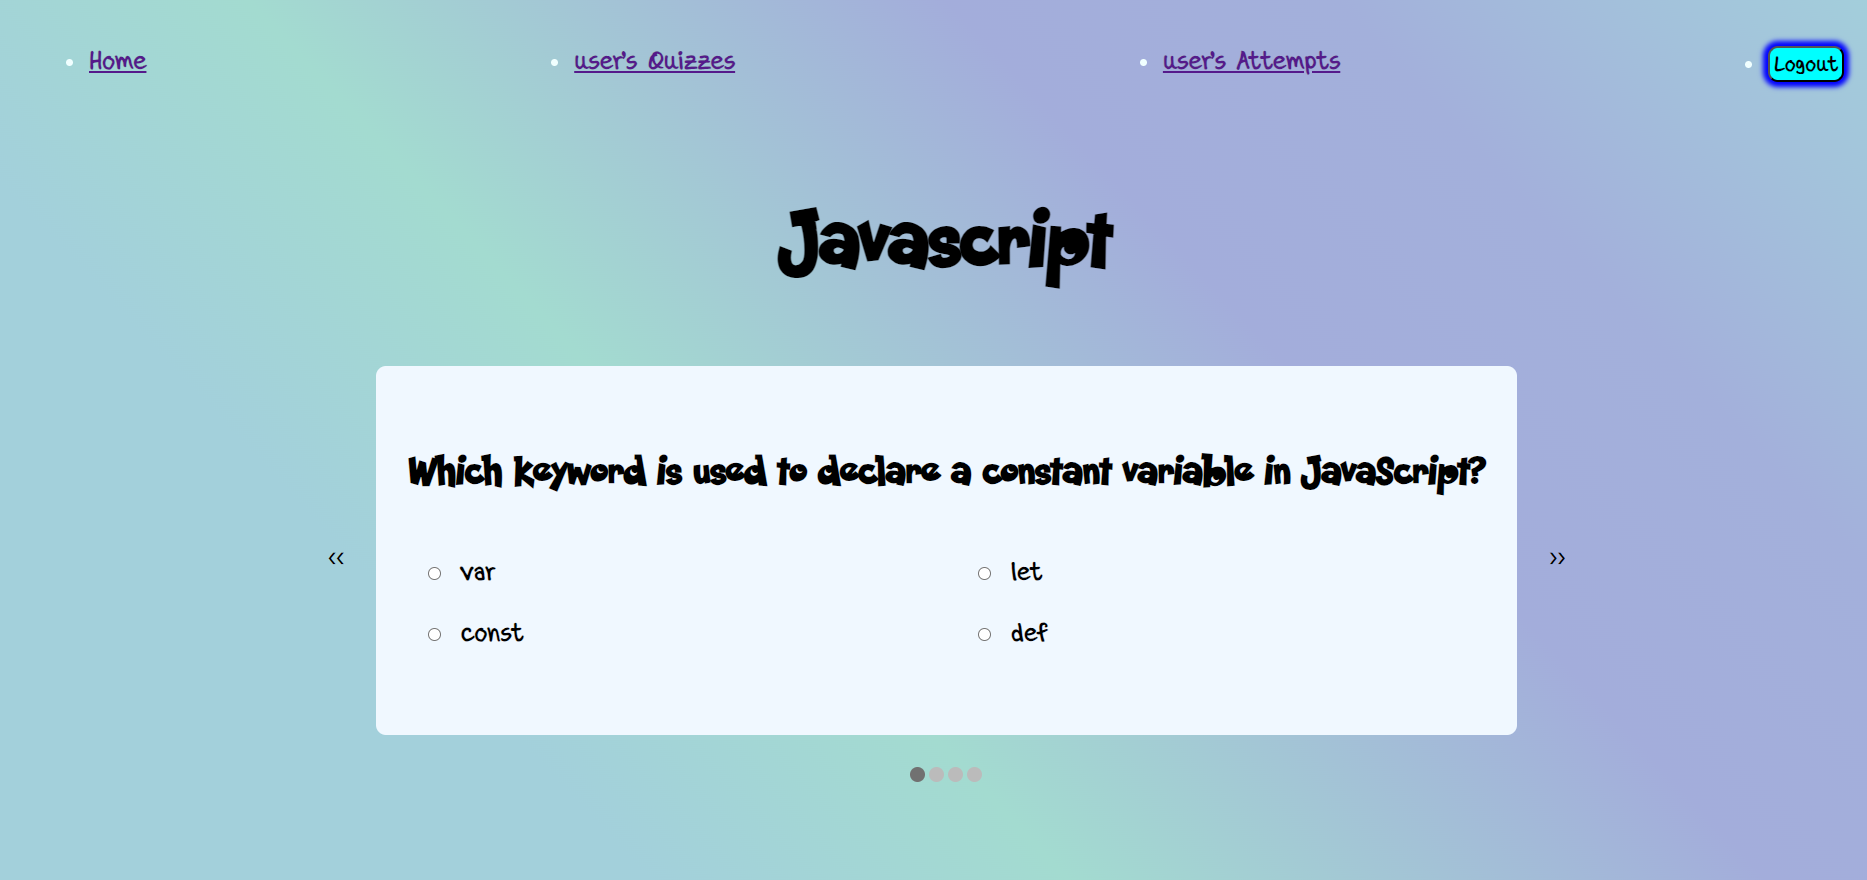 Home
user's Quizzes
user's Attempts
Logout
Javascript
Which keyword is used to declare a constant variable in JavaScript?
<<
>>
var
let
const
def